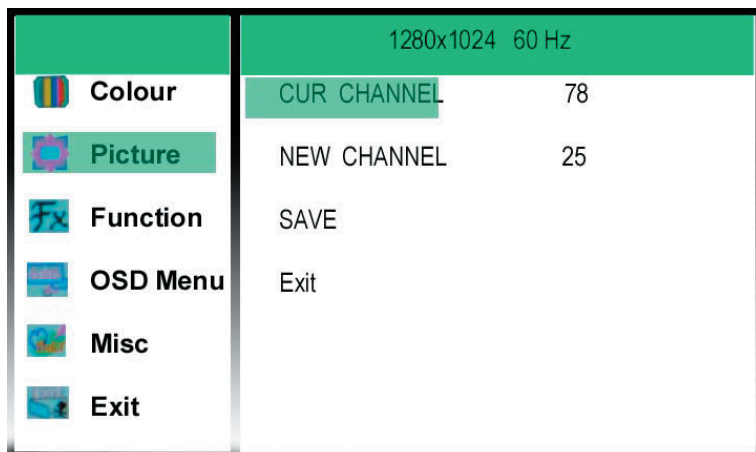 1280x1024 60 Hz
Colour
Picture
Function
OSD Menu
Misc
Exit
CUR CHANNEL 78
NEW CHANNEL 25
SAVE
Exit